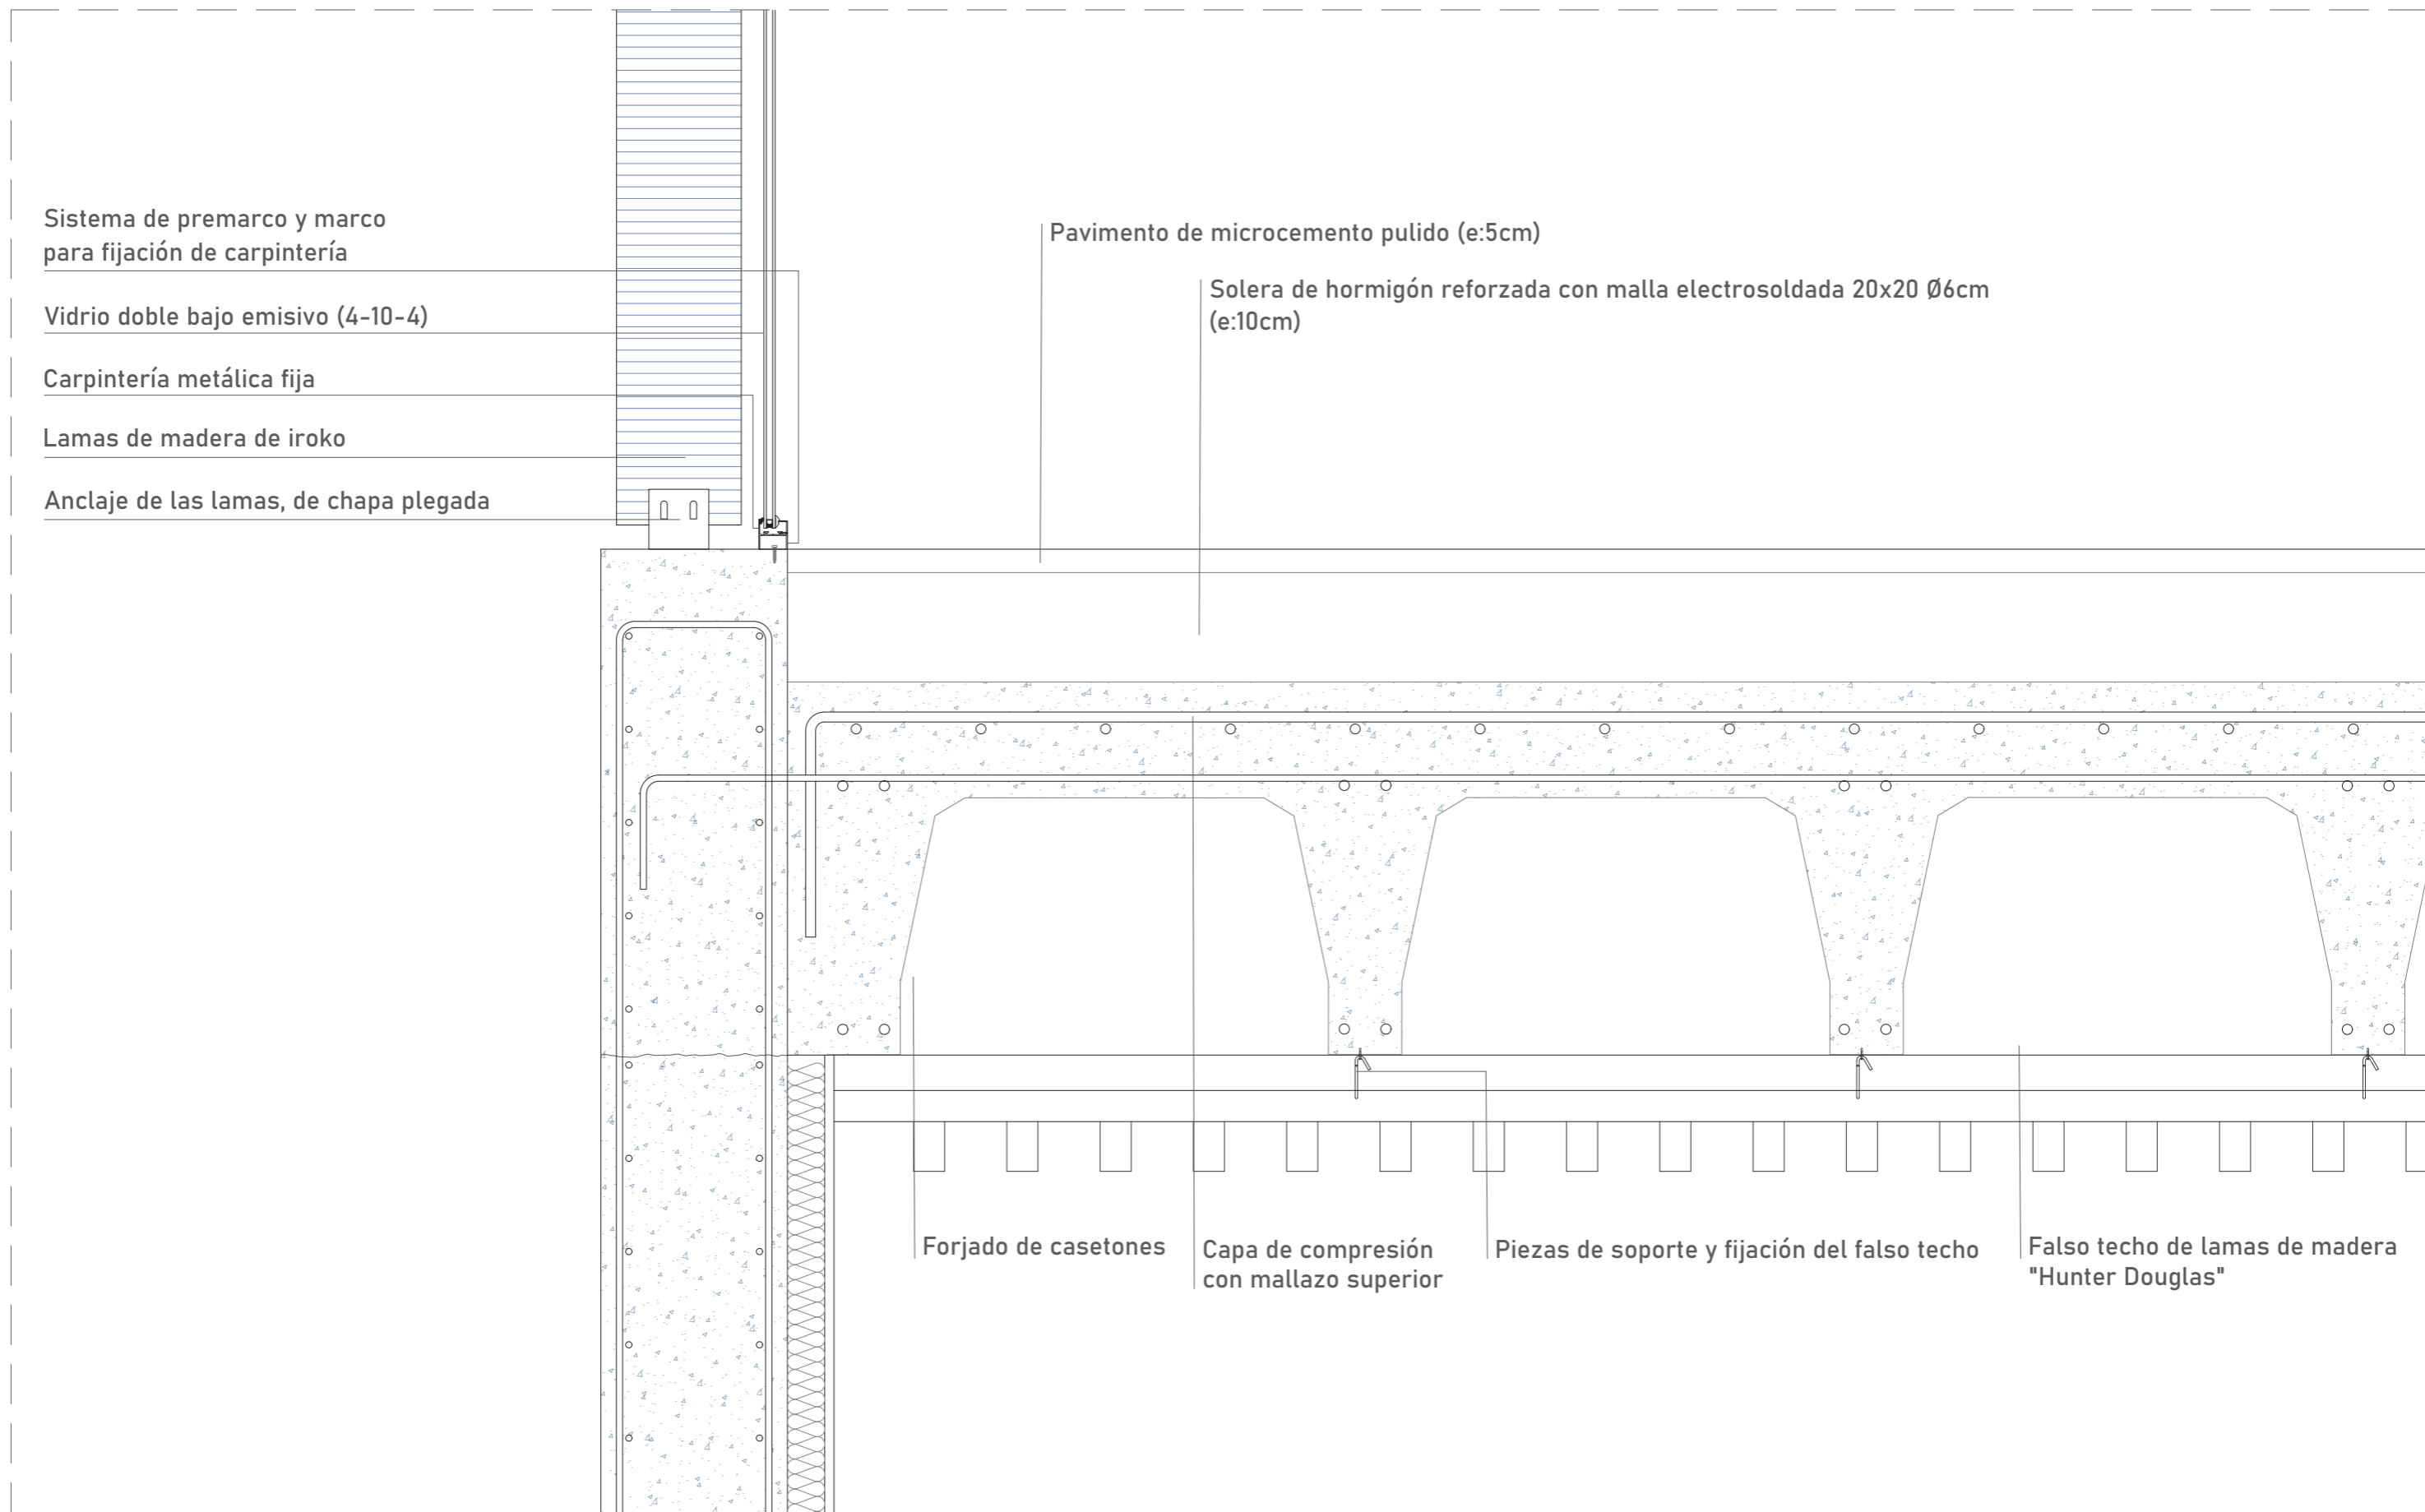 Sistema de premarco y marco
para fijación de carpintería
Vidrio doble bajo emisivo (4-10-4)
Carpintería metálica fija
Lamas de madera de iroko
Anclaje de las lamas, de chapa plegada
Pavimento de microcemento pulido (e:5cm)
Solera de hormigón reforzada con malla electrosoldada 20x20 Ø6cm
(e:10cm)
Forjado de casetones
Capa de compresión
con mallazo superior
Piezas de soporte y fijación del falso techo
Falso techo de lamas de madera
"Hunter Douglas"